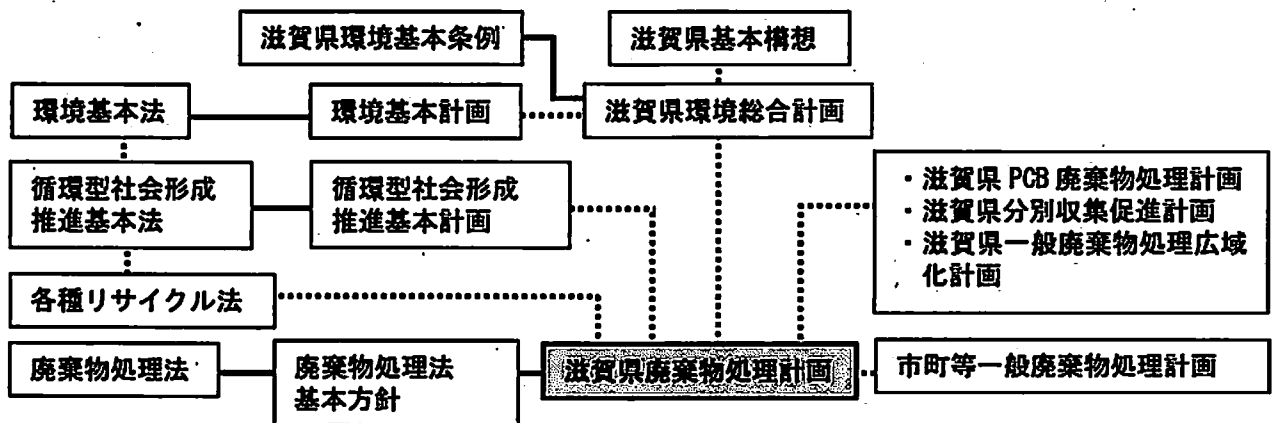 滋賀県環境基本条例
滋賀県基本構想
環境基本法
環境基本計画
滋賀県環境総合計画
循環型社会形成
推進基本法
循環型社会形成
推進基本計画
・滋賀県 PCB 廃棄物処理計画
・滋賀県分別収集促進計画
・滋賀県一般廃棄物処理広域
化計画
各種リサイクル法
廃棄物処理法
廃棄物処理法
基本方針
滋賀県廃棄物処理計画
市町等一般廃棄物処理計画